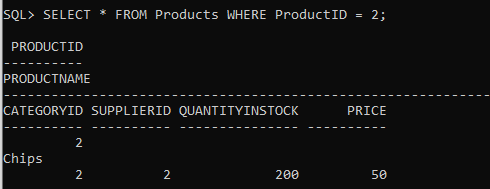 SQL> SELECT * FROM Products WHERE ProductID = 2;
 PRODUCTID
----------
PRODUCTNAME
--------------------------------------------------------------
CATEGORYID SUPPLIERID QUANTITYINSTOCK      PRICE
---------- ---------- --------------- ----------
         2
Chips
         2          2             200         50